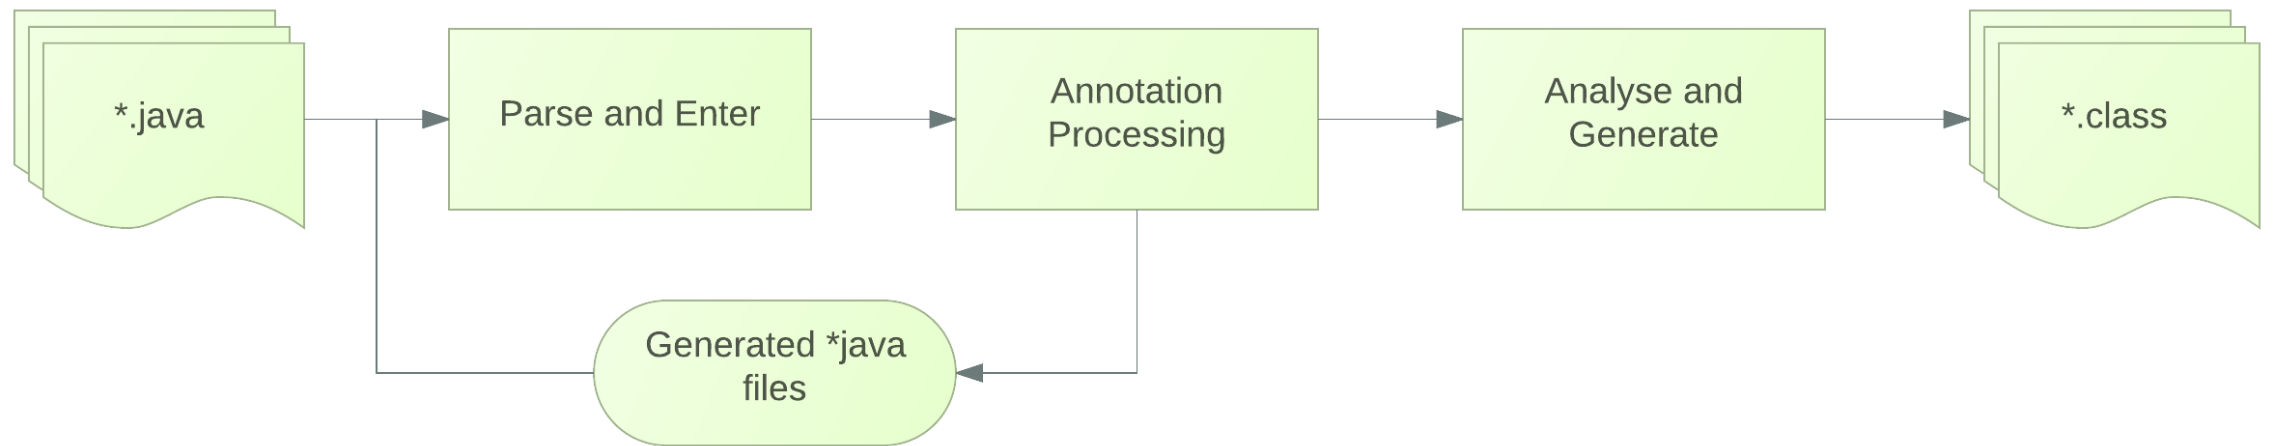 *.java
Parse and Enter
Annotation
Processing
Analyse and
Generate
*.class
Generated *java
files